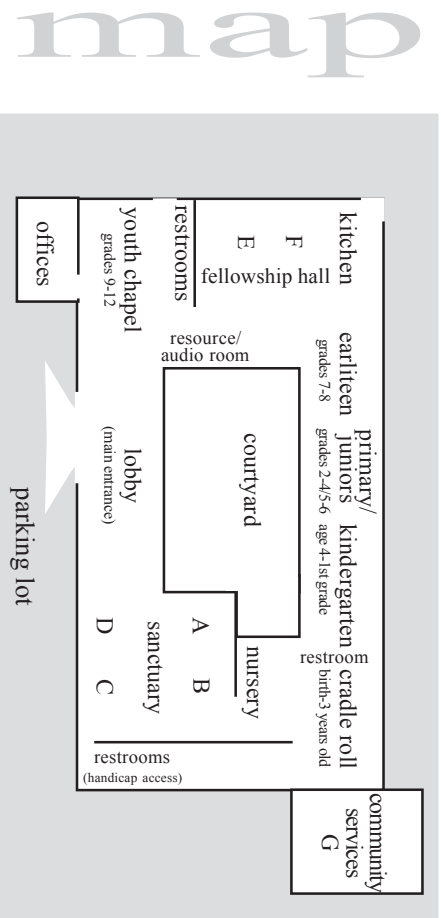 map
offices
youth chapel
grades 9-12
restrooms
E
F
fellowship hall
kitchen
resource/
audio room
earliteen
grades 7-8
primary/
juniors
grades 2-4/5-6
kindergarten
age 4-1st grade
courtyard
lobby
(main entrance)
parking lot
restroom
cradle roll
birth-3 years old
nursery
A
B
sanctuary
D
C
restrooms
(handicap access)
community
services
G